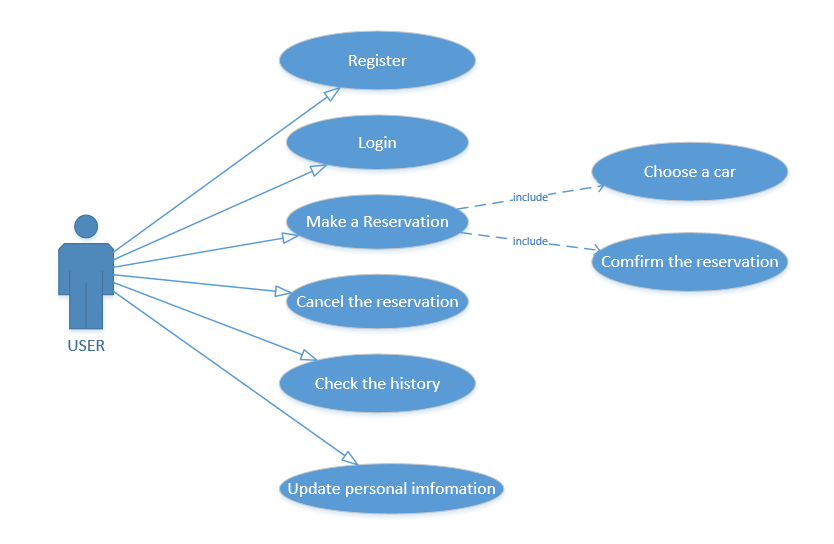 Register
Login
include
Choose a car
Make a Reservation
include
Comfirm the reservation
Cancel the reservation
USER
Check the history
Update personal imfomation